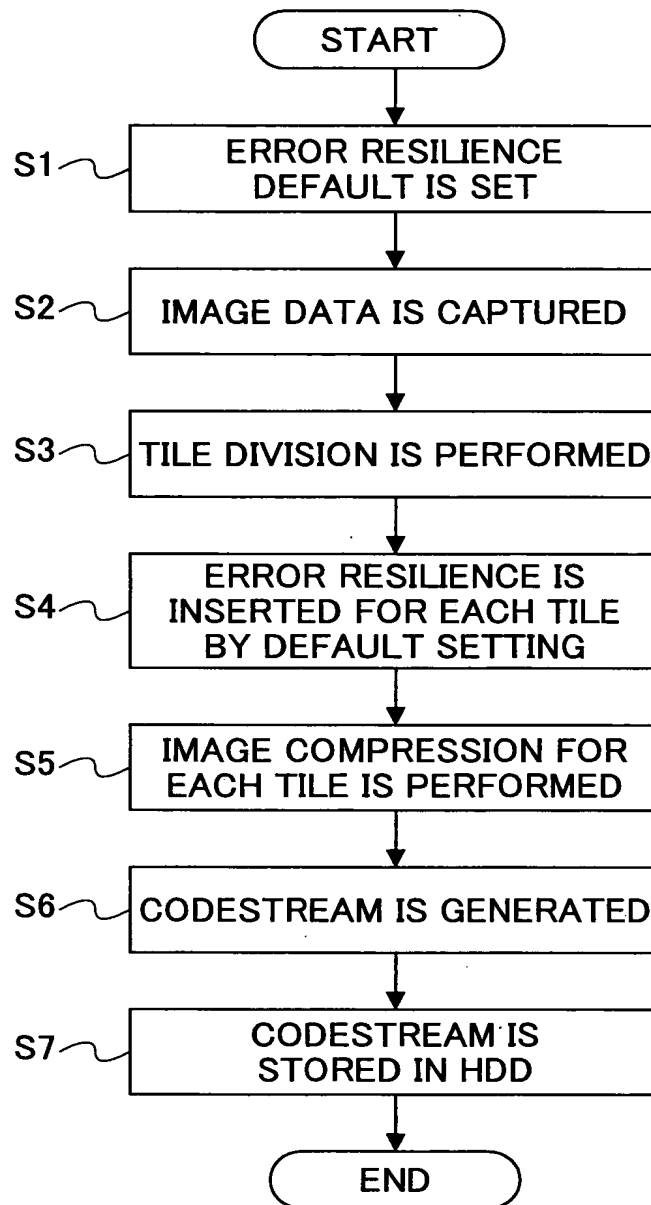 START
S1
ERROR RESILIENCE
DEFAULT IS SET
S2
IMAGE DATA IS CAPTURED
S3
TILE DIVISION IS PERFORMED
S4
ERROR RESILIENCE IS
INSERTED FOR EACH TILE
BY DEFAULT SETTING
S5
IMAGE COMPRESSION FOR
EACH TILE IS PERFORMED
S6
CODESTREAM IS GENERATED
S7
CODESTREAM IS
STORED IN HDD
END